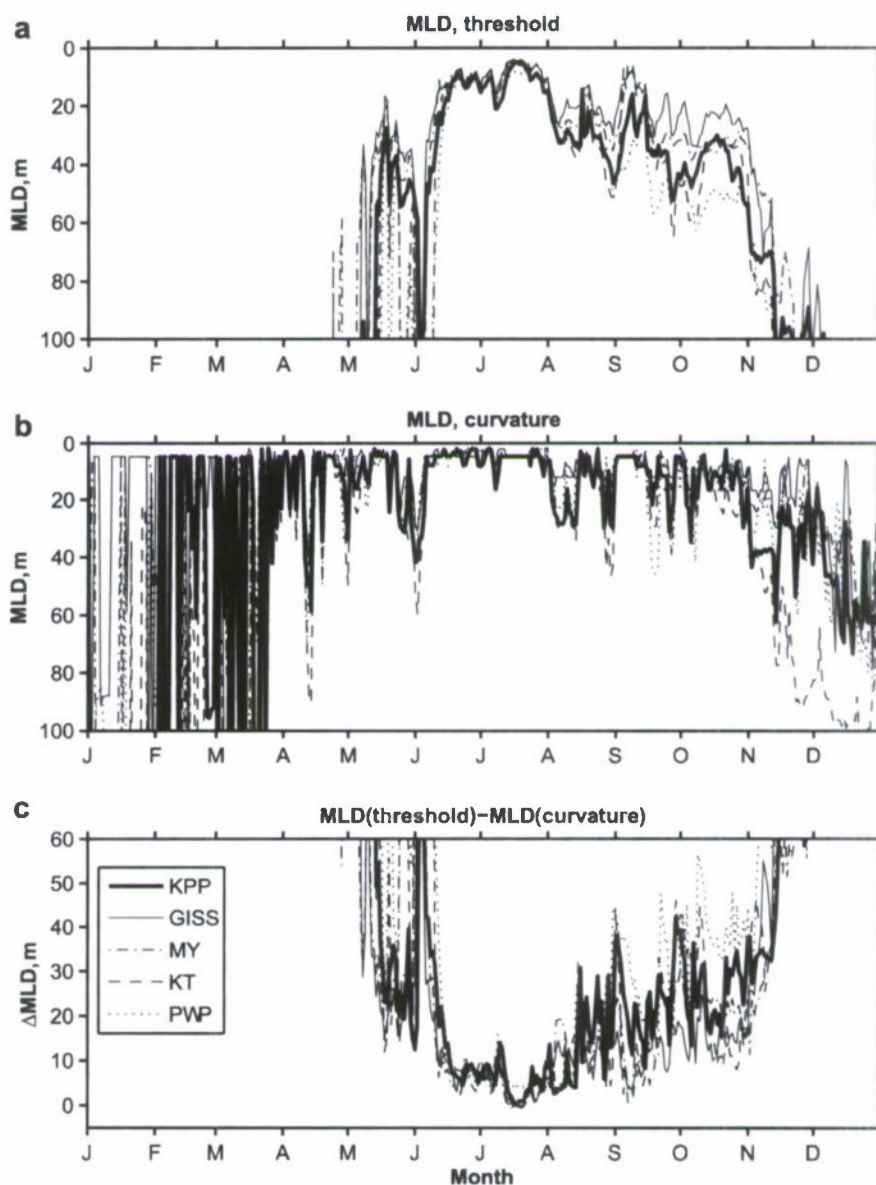 a
MLD, threshold
MLD, m
0
20
40
60
80
100
J F M A M J J A S O N D
b
MLD, curvature
MLD, m
0
20
40
60
80
100
J F M A M J J A S O N D
c
MLD(threshold)−MLD(curvature)
ΔMLD, m
60
50
40
30
20
10
0
KPP
GISS
MY
KT
PWP
J F M A M J J A S O N D
Month